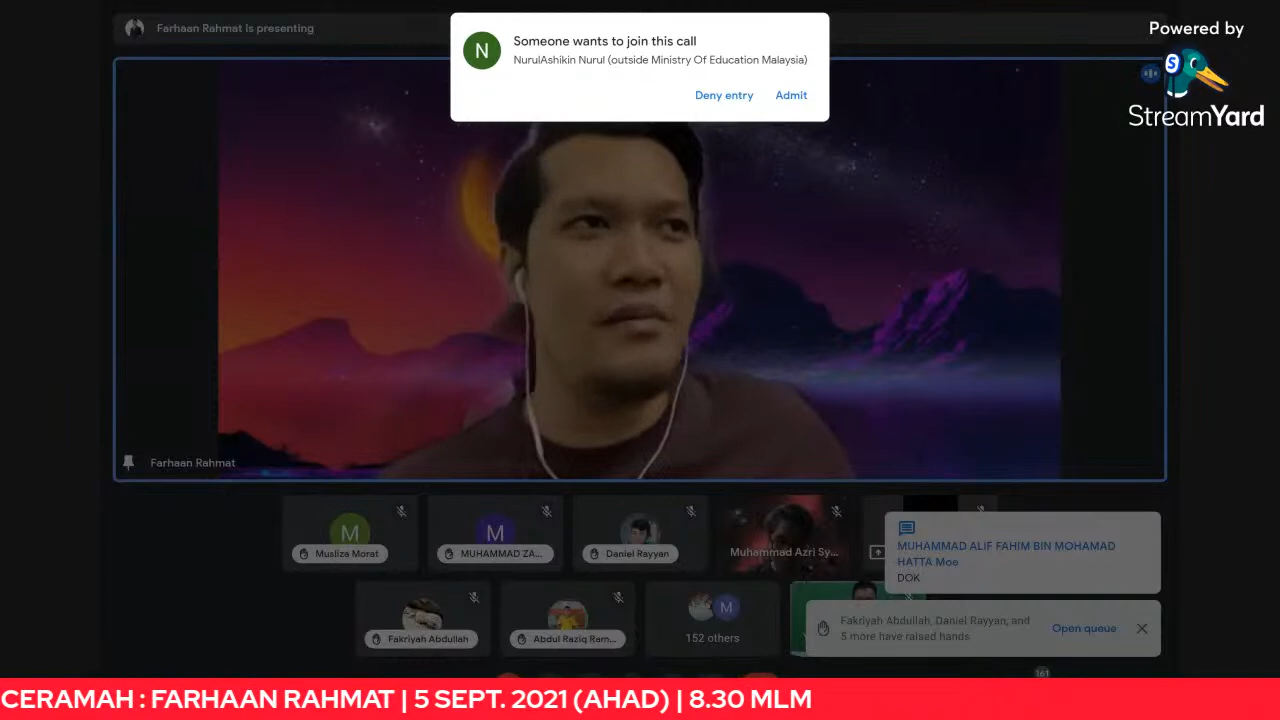 Farhaan Rahmat is presenting
N
Someone wants to join this call
NurulAshikin Nurul (outside Ministry Of Education Malaysia)
Deny entry
Admit
Powered by
S
StreamYard
Farhaan Rahmat
M
Musliza Morat
M
MUHAMMAD ZA...
Daniel Rayyan
Muhammad Azri Sy...
MUHAMMAD ALIF FAHIM BIN MOHAMAD
HATTA Moe
DOK
Fakriyah Abdullah
Abdul Raziq Ram...
M
152 others
Fakriyah Abdullah, Daniel Rayyan, and
5 more have raised hands
Open queue
161
CERAMAH : FARHAAN RAHMAT | 5 SEPT. 2021 (AHAD) | 8.30 MLM